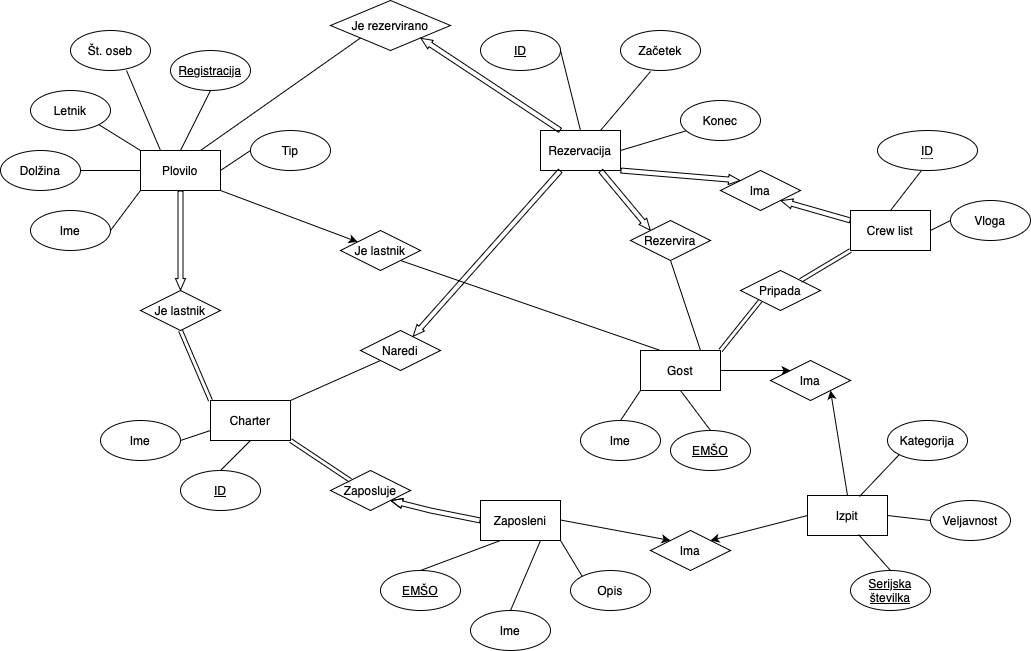 Je rezervirano
Št. oseb
ID
Začetek
Registracija
Letnik
Konec
Tip
Rezervacija
ID
Dolžina
Plovilo
Ima
Vloga
Ime
Crew list
Je lastnik
Rezervira
Pripada
Je lastnik
Naredi
Gost
Ima
Charter
Ime
Ime
EMŠO
Kategorija
ID
Zaposluje
Zaposleni
Izpit
Veljavnost
Ima
EMŠO
Opis
Serijska
številka
Ime